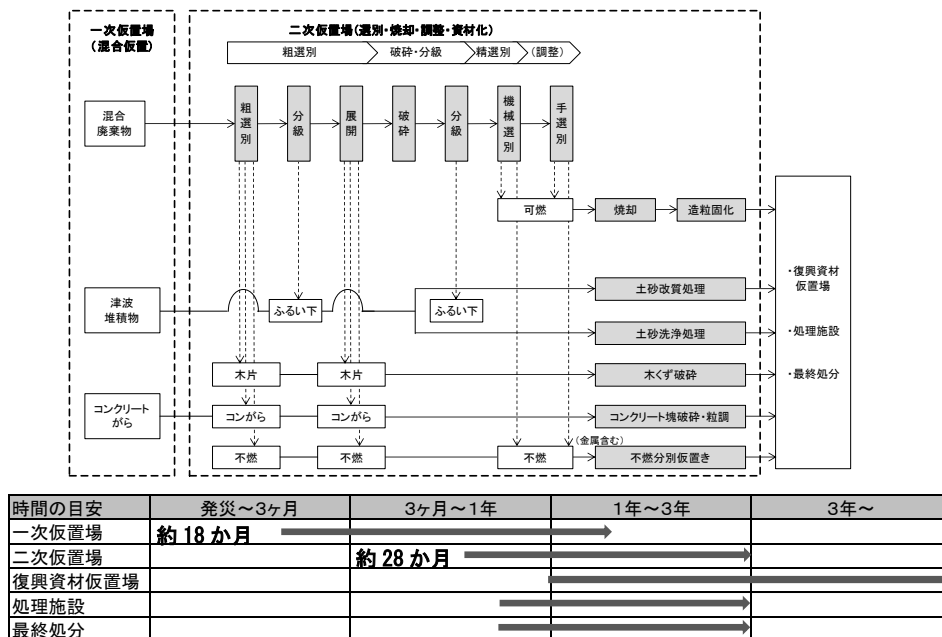 一次仮置場
(混合仮置)
二次仮置場(選別・焼却・調整・資材化)
粗選別
破砕・分級
精選別
(調整)
混合
廃棄物
粗選別
分級
展開
破砕
分級
機械選別
手選別
可燃
焼却
造粒固化
津波
堆積物
ふるい下
ふるい下
土砂改質処理
土砂洗浄処理
木片
木片
木くず破砕
コンクリート
がら
コンがら
コンがら
コンクリート塊破砕・粒調
不燃
不燃
不燃
(金属含む)
不燃分別仮置き
・復興資材
仮置場
・処理施設
・最終処分
時間の目安 発災~3ヶ月 3ヶ月~1年 1年~3年 3年~
一次仮置場 約18か月
二次仮置場 約28か月
復興資材仮置場
処理施設
最終処分